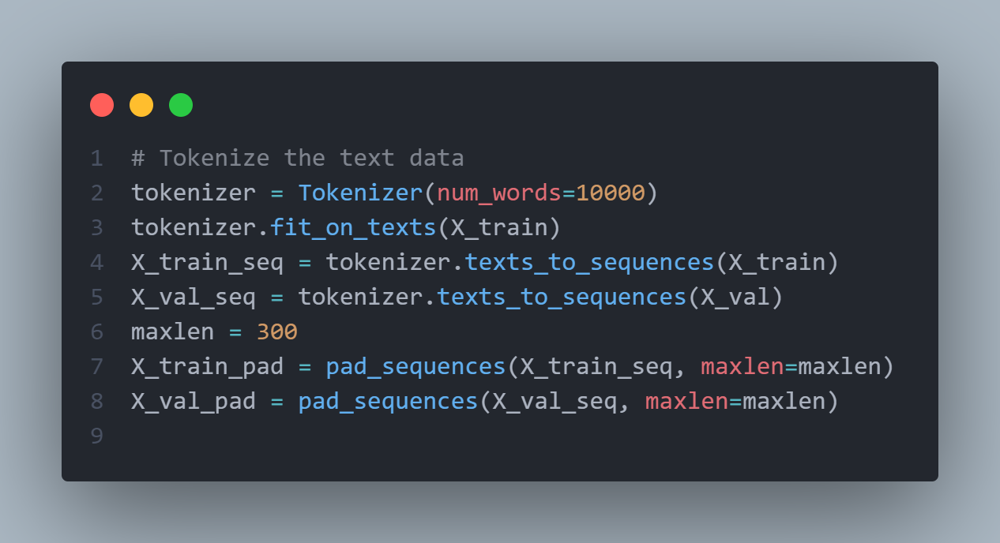 1 # Tokenize the text data
2 tokenizer = Tokenizer(num_words=10000)
3 tokenizer.fit_on_texts(X_train)
4 X_train_seq = tokenizer.texts_to_sequences(X_train)
5 X_val_seq = tokenizer.texts_to_sequences(X_val)
6 maxlen = 300
7 X_train_pad = pad_sequences(X_train_seq, maxlen=maxlen)
8 X_val_pad = pad_sequences(X_val_seq, maxlen=maxlen)
9